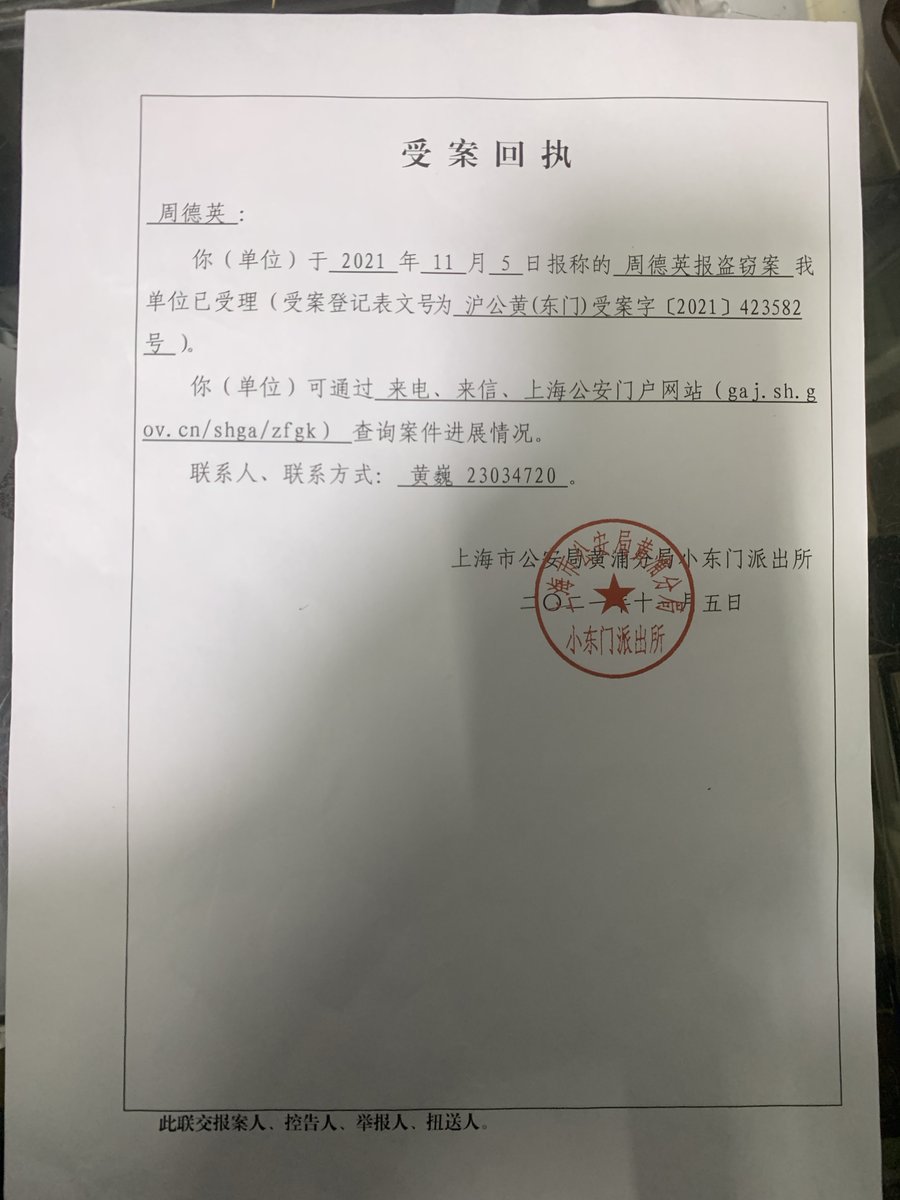 受案回执
周德英：
你（单位）于 2021 年 11 月 5 日报称的 周德英报盗窃案 我
单位已受理（受案登记表文号为 沪公黄(东门)受案字〔2021〕423582
号 ）。
你（单位）可通过 来电、来信、上海公安门户网站（gaj.sh.g
ov.cn/shga/zfgk） 查询案件进展情况。
联系人、联系方式： 黄巍 23034720 。
上海市公安局黄浦分局小东门派出所
二〇二一年十一月五日
上海市公安局黄浦分局
小东门派出所
此联交报案人、控告人、举报人、扭送人。